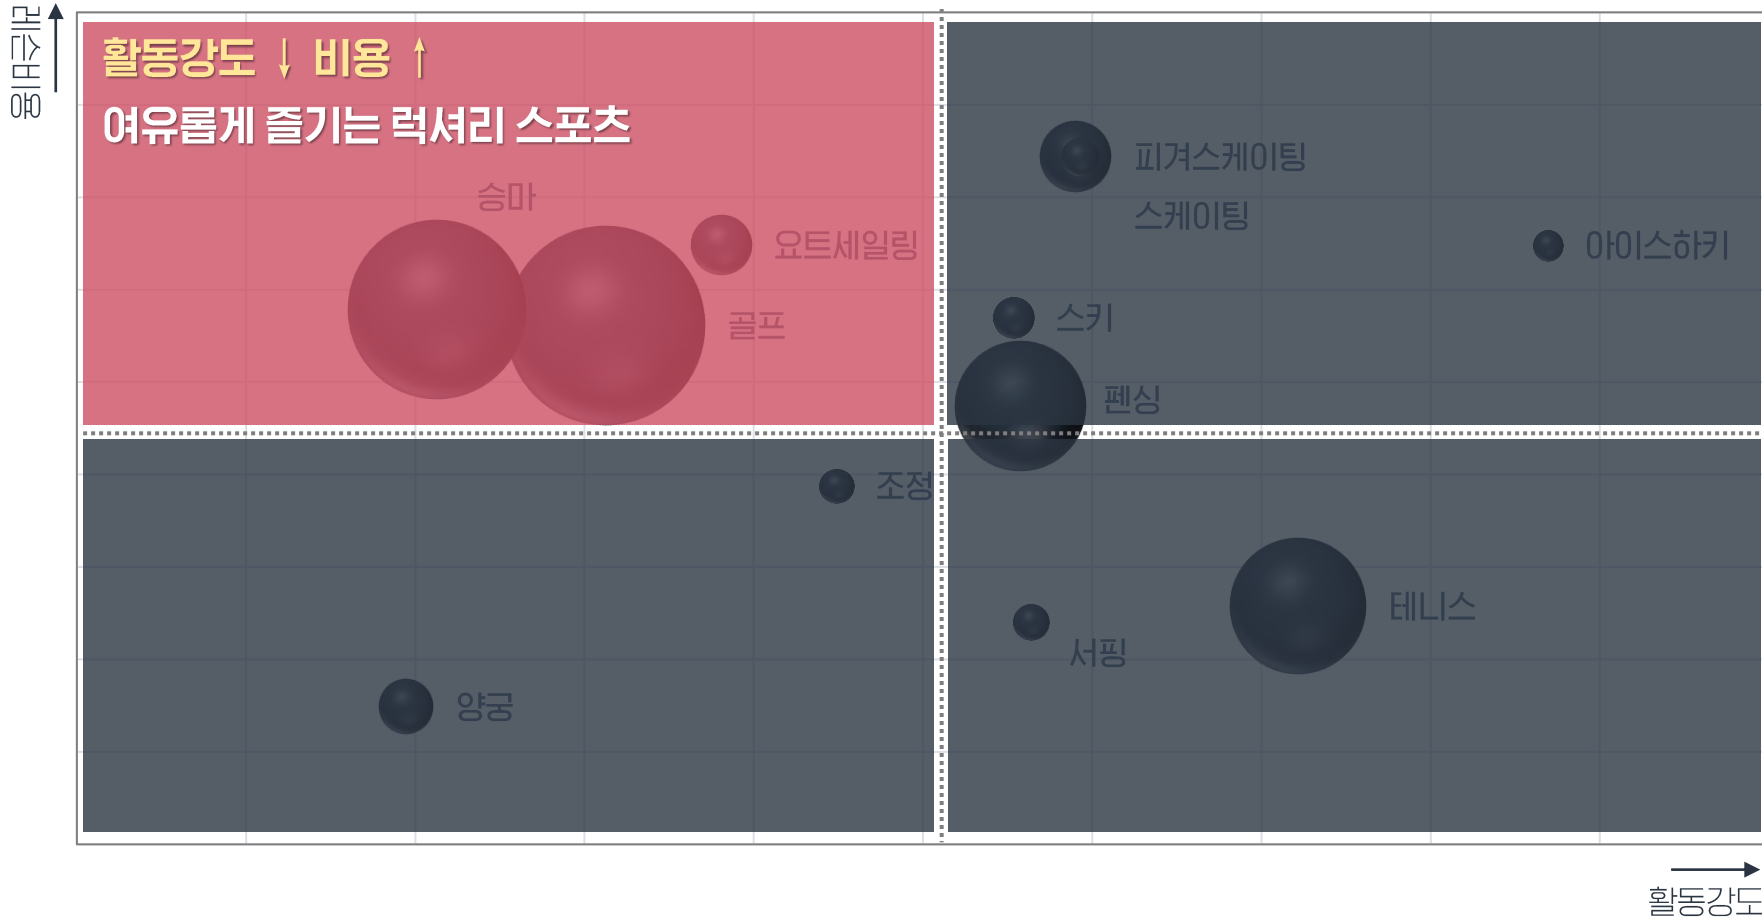 레슨비용
활동강도 ↓ 비용 ↑
여유롭게 즐기는 럭셔리 스포츠
승마
요트세일링
골프
피겨스케이팅
스케이팅
아이스하키
스키
펜싱
조정
테니스
서핑
양궁
활동강도